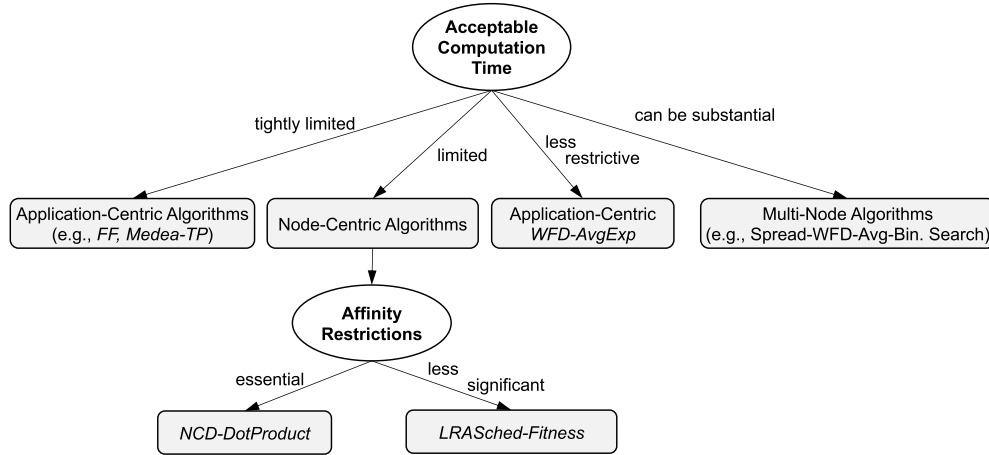 Acceptable
Computation
Time
tightly limited
limited
less
restrictive
can be substantial
Application-Centric Algorithms
(e.g., FF, Medea-TP)
Node-Centric Algorithms
Application-Centric
WFD-AvgExp
Multi-Node Algorithms
(e.g., Spread-WFD-Avg-Bin. Search)
Affinity
Restrictions
essential
less
significant
NCD-DotProduct
LRASched-Fitness